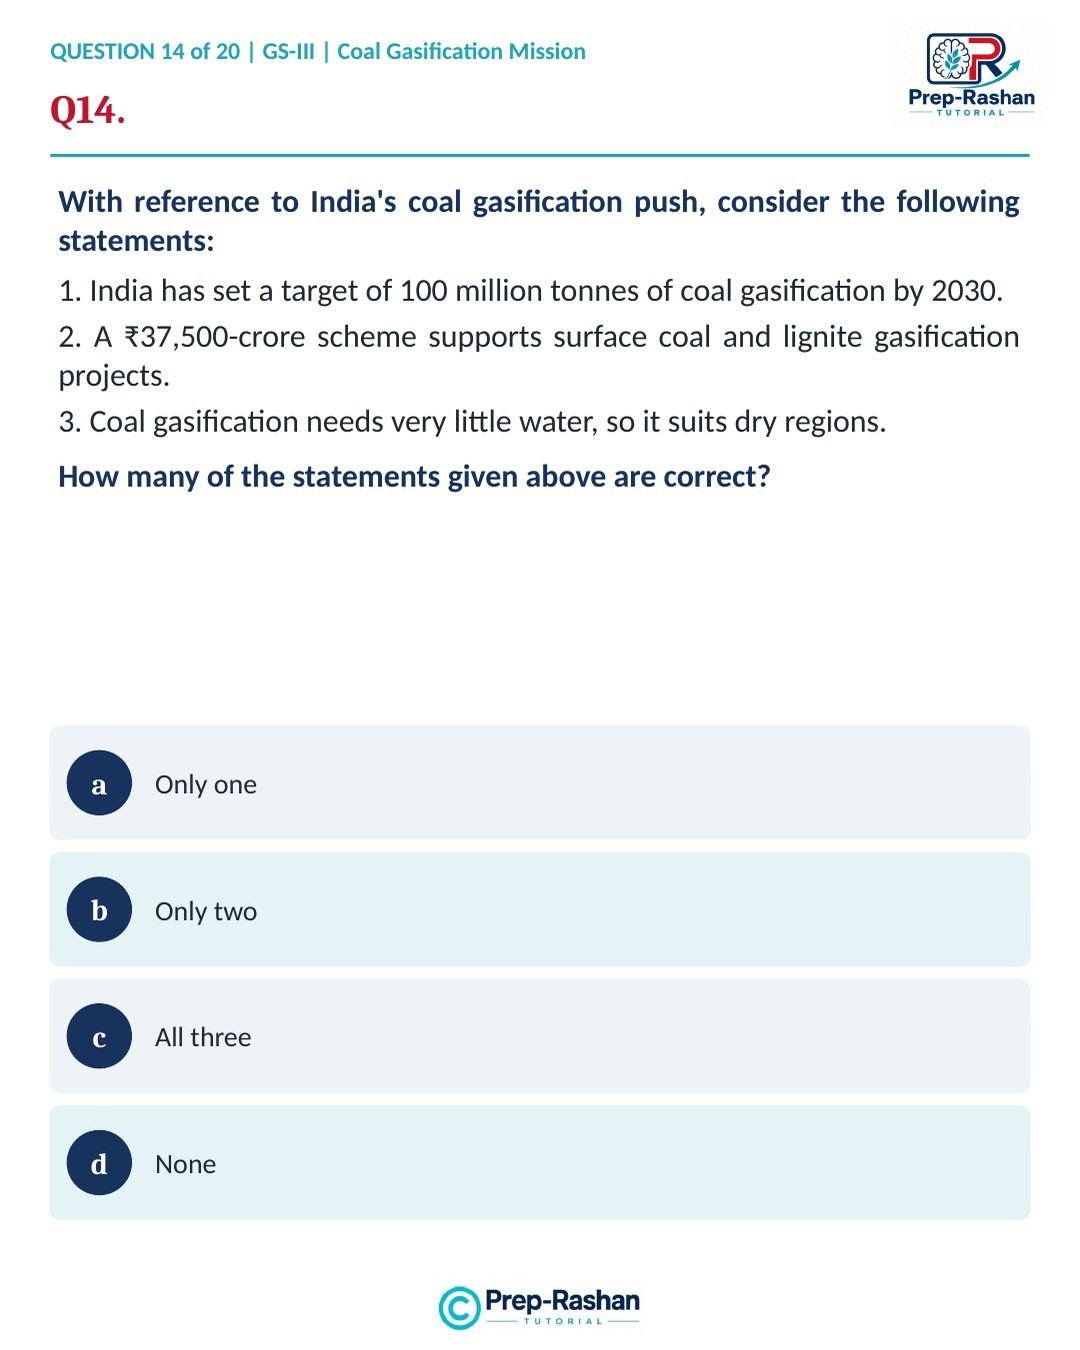 QUESTION 14 of 20 | GS-III | Coal Gasification Mission
Prep-Rashan
TUTORIAL
Q14.
With reference to India's coal gasification push, consider the following
statements:
1. India has set a target of 100 million tonnes of coal gasification by 2030.
2. A ₹37,500-crore scheme supports surface coal and lignite gasification
projects.
3. Coal gasification needs very little water, so it suits dry regions.
How many of the statements given above are correct?
a Only one
b Only two
c All three
d None
© Prep-Rashan
TUTORIAL